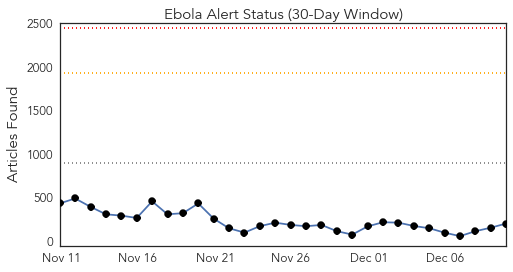 Ebola Alert Status (30-Day Window)
Articles Found
2500
2000
1500
1000
500
0
Nov 11 Nov 16 Nov 21 Nov 26 Dec 01 Dec 06